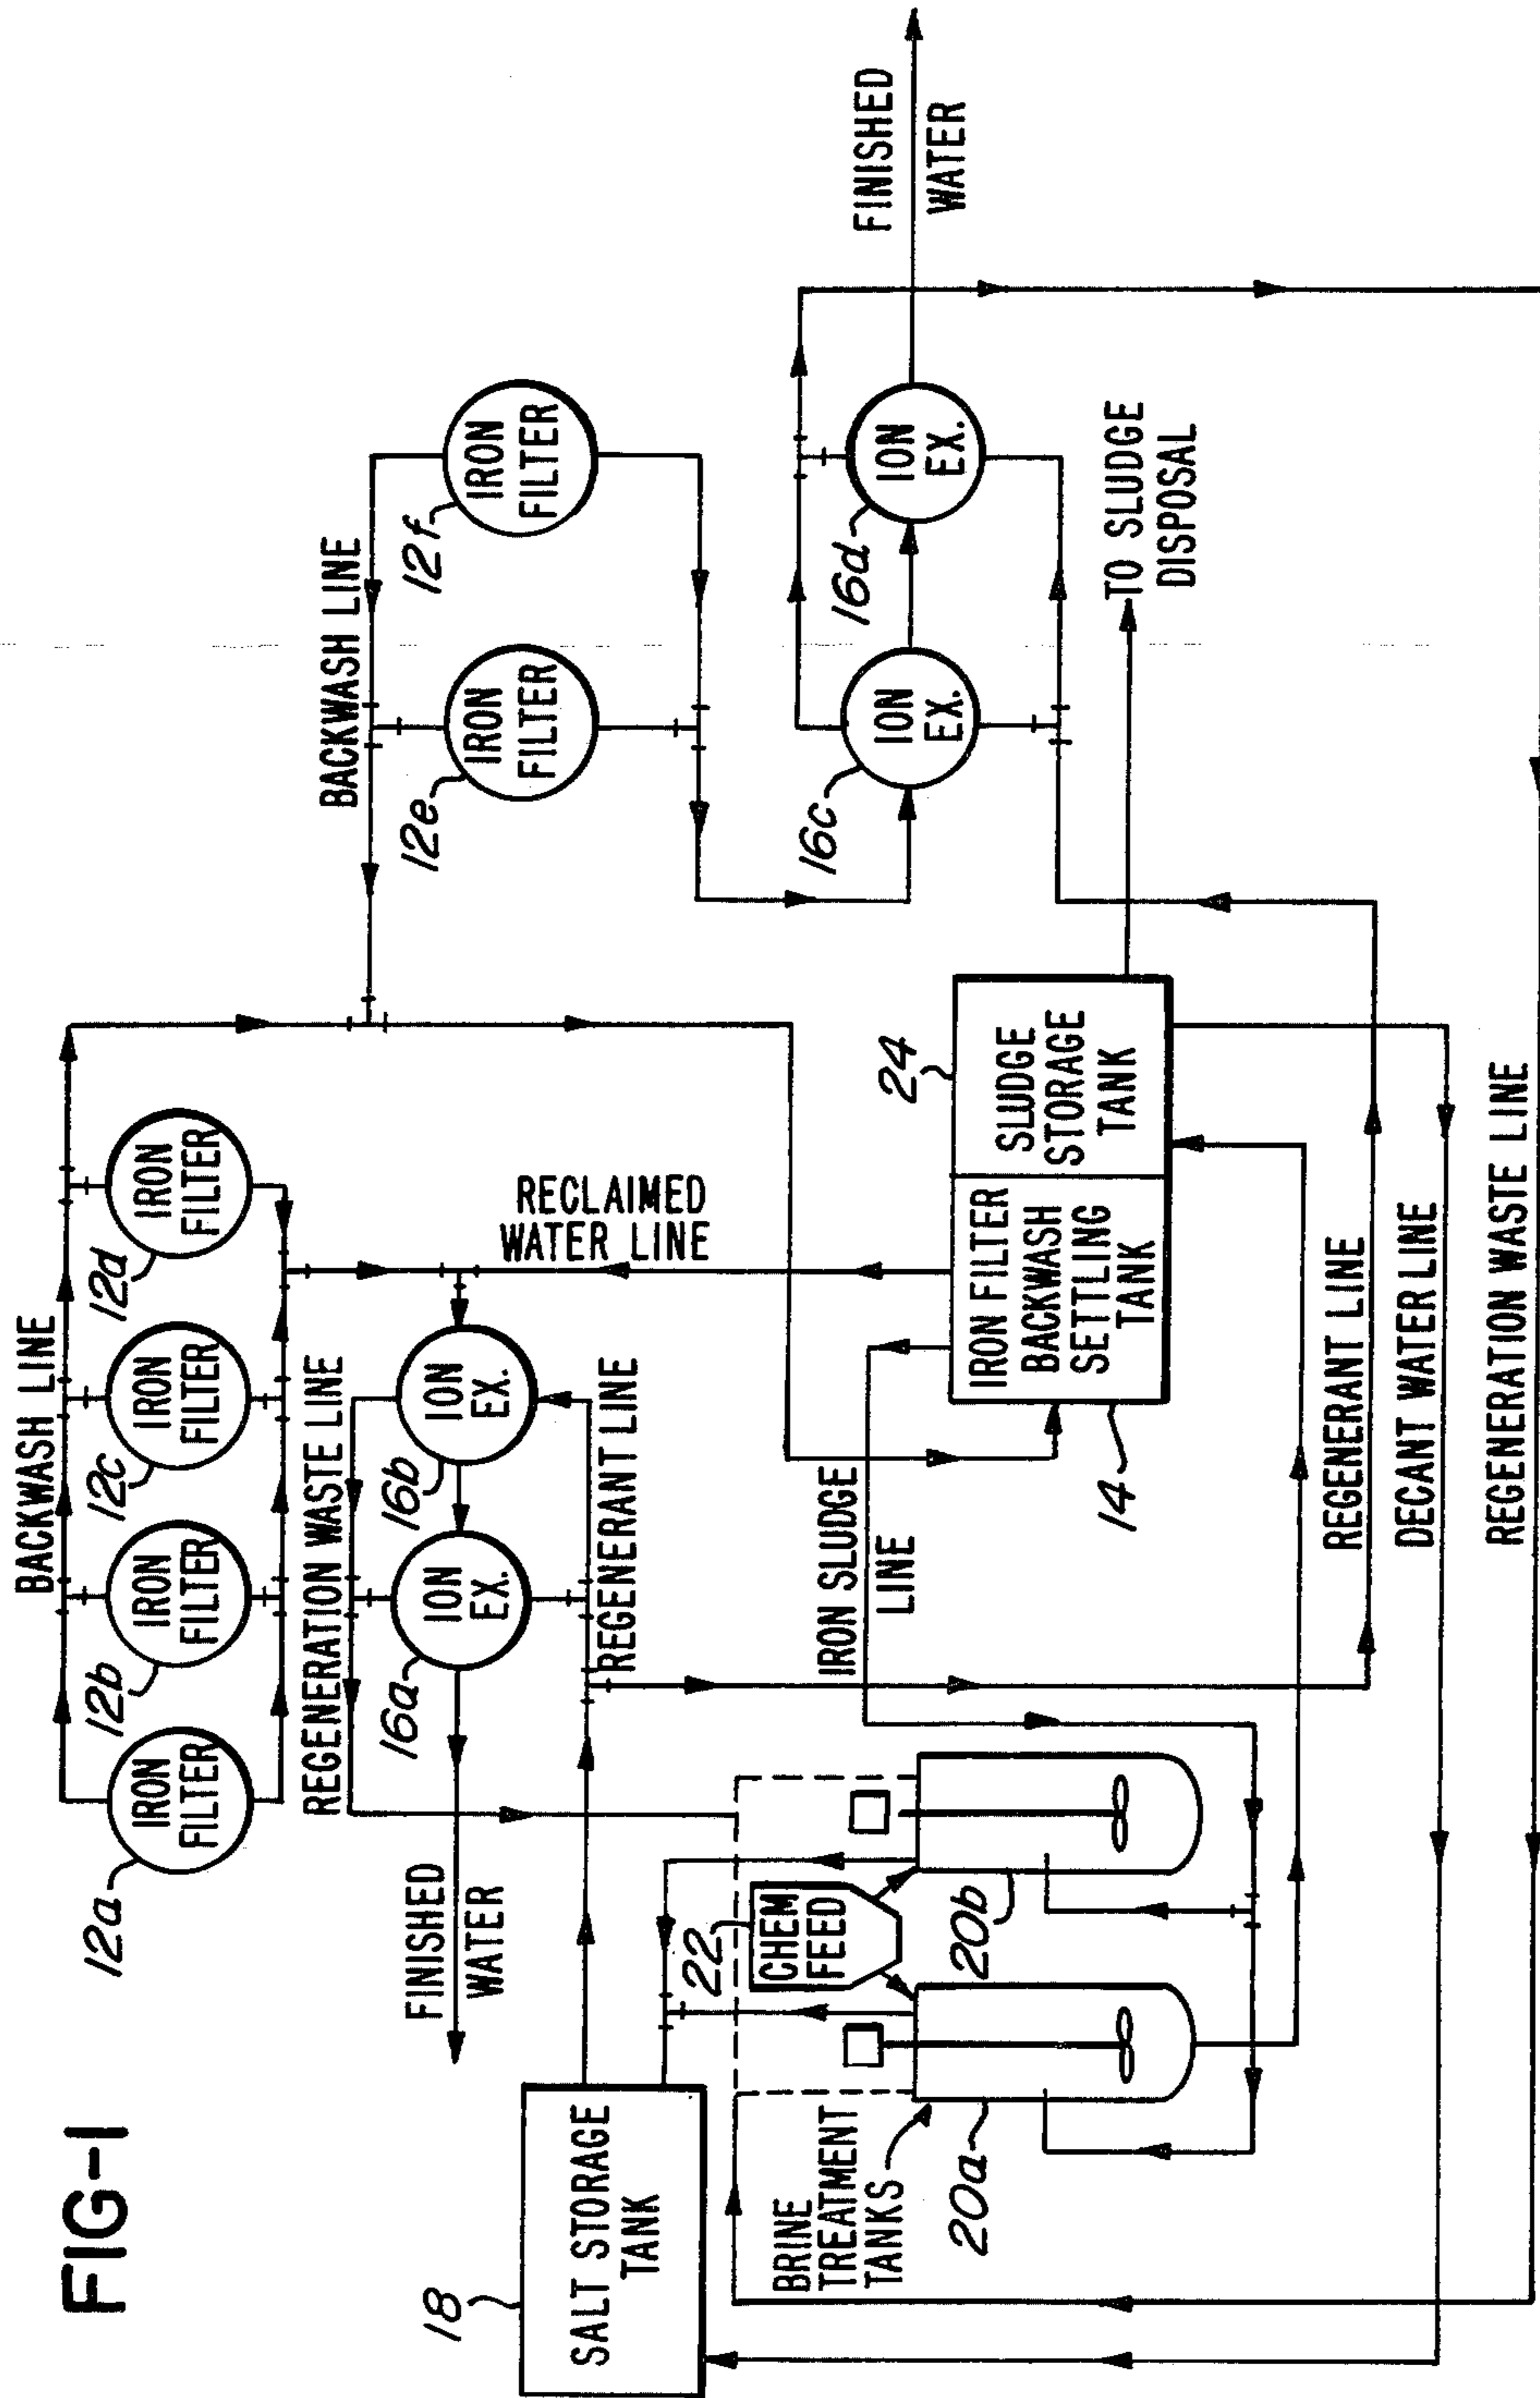 FIG-1
BACKWASH LINE
IRON
FILTER
12a
IRON
FILTER
12b
IRON
FILTER
12c
IRON
FILTER
12d
BACKWASH LINE
IRON
FILTER
12e
IRON
FILTER
12f
REGENERATION WASTE LINE
ION
EX.
16a
ION
EX.
16b
FINISHED
WATER
REGENERANT LINE
RECLAIMED
WATER LINE
18
SALT STORAGE
TANK
ION
EX.
16c
ION
EX.
16d
FINISHED
WATER
22
CHEM
FEED
BRINE
TREATMENT
TANKS
20a
20b
IRON SLUDGE
LINE
14
IRON FILTER
BACKWASH
SETTLING
TANK
24
SLUDGE
STORAGE
TANK
TO SLUDGE
DISPOSAL
REGENERANT LINE
DECANT WATER LINE
REGENERATION WASTE LINE